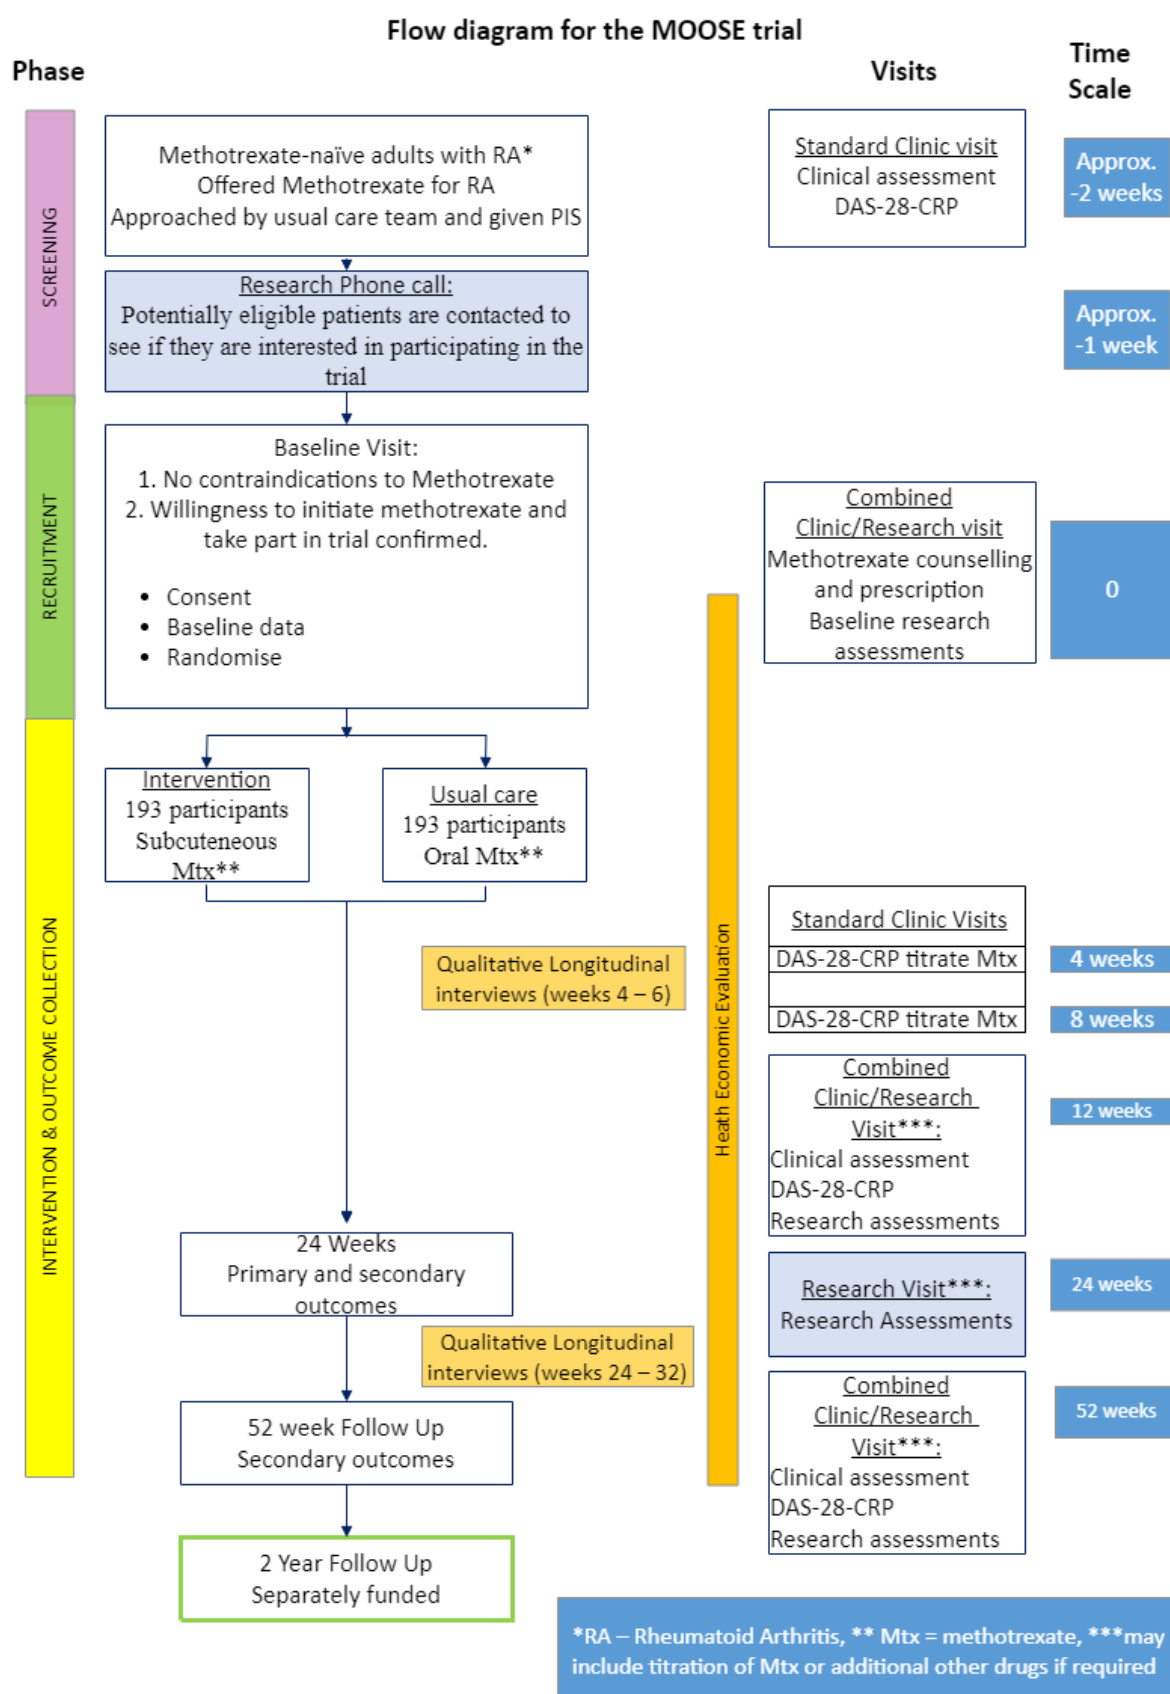 Flow diagram for the MOOSE trial
Phase
Visits
Time
Scale
SCREENING
Methotrexate-naïve adults with RA*
Offered Methotrexate for RA
Approached by usual care team and given PIS
Standard Clinic visit
Clinical assessment
DAS-28-CRP
Approx.
-2 weeks
Research Phone call:
Potentially eligible patients are contacted to
see if they are interested in participating in the
trial
Approx.
-1 week
RECRUITMENT
Baseline Visit:
1. No contraindications to Methotrexate
2. Willingness to initiate methotrexate and
take part in trial confirmed.
• Consent
• Baseline data
• Randomise
Combined
Clinic/Research visit
Methotrexate counselling
and prescription
Baseline research
assessments
0
INTERVENTION & OUTCOME COLLECTION
Intervention
193 participants
Subcuteneous
Mtx**
Usual care
193 participants
Oral Mtx**
Heath Economic Evaluation
Qualitative Longitudinal
interviews (weeks 4 – 6)
Standard Clinic Visits
DAS-28-CRP titrate Mtx
4 weeks
DAS-28-CRP titrate Mtx
8 weeks
Combined
Clinic/Research
Visit***:
Clinical assessment
DAS-28-CRP
Research assessments
12 weeks
24 Weeks
Primary and secondary
outcomes
Research Visit***:
Research Assessments
24 weeks
Qualitative Longitudinal
interviews (weeks 24 – 32)
52 week Follow Up
Secondary outcomes
Combined
Clinic/Research
Visit***:
Clinical assessment
DAS-28-CRP
Research assessments
52 weeks
2 Year Follow Up
Separately funded
*RA – Rheumatoid Arthritis, ** Mtx = methotrexate, ***may
include titration of Mtx or additional other drugs if required